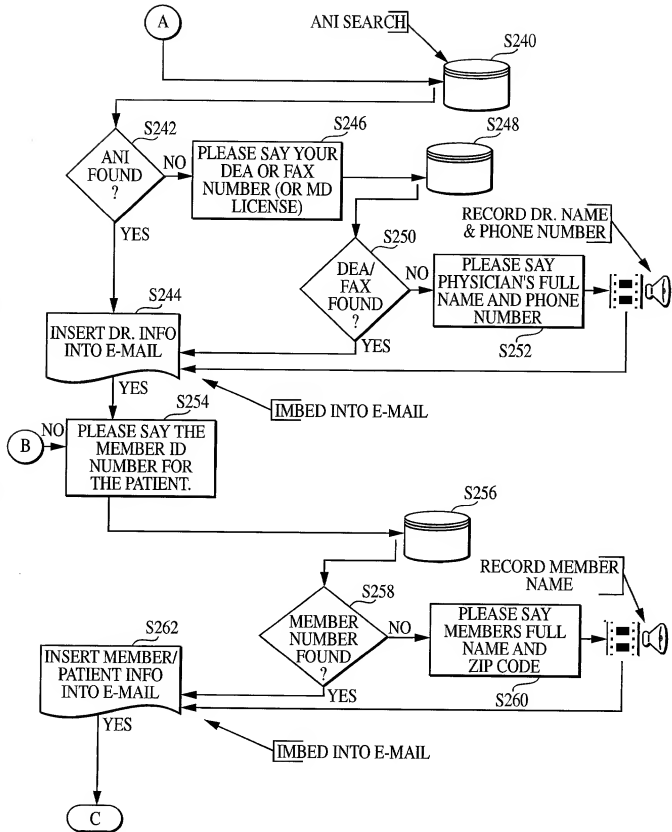 A
ANI SEARCH
S240
S242
ANI
FOUND
?
NO
YES
S246
PLEASE SAY YOUR
DEA OR FAX
NUMBER (OR MD
LICENSE)
S248
S250
DEA/
FAX
FOUND
?
NO
YES
RECORD DR. NAME
& PHONE NUMBER
PLEASE SAY
PHYSICIAN'S FULL
NAME AND PHONE
NUMBER
S252
S244
INSERT DR. INFO
INTO E-MAIL
YES
IMBED INTO E-MAIL
S254
B
NO
PLEASE SAY THE
MEMBER ID
NUMBER FOR
THE PATIENT.
S256
S258
MEMBER
NUMBER
FOUND
?
NO
YES
RECORD MEMBER
NAME
PLEASE SAY
MEMBERS FULL
NAME AND
ZIP CODE
S260
S262
INSERT MEMBER/
PATIENT INFO
INTO E-MAIL
YES
IMBED INTO E-MAIL
C